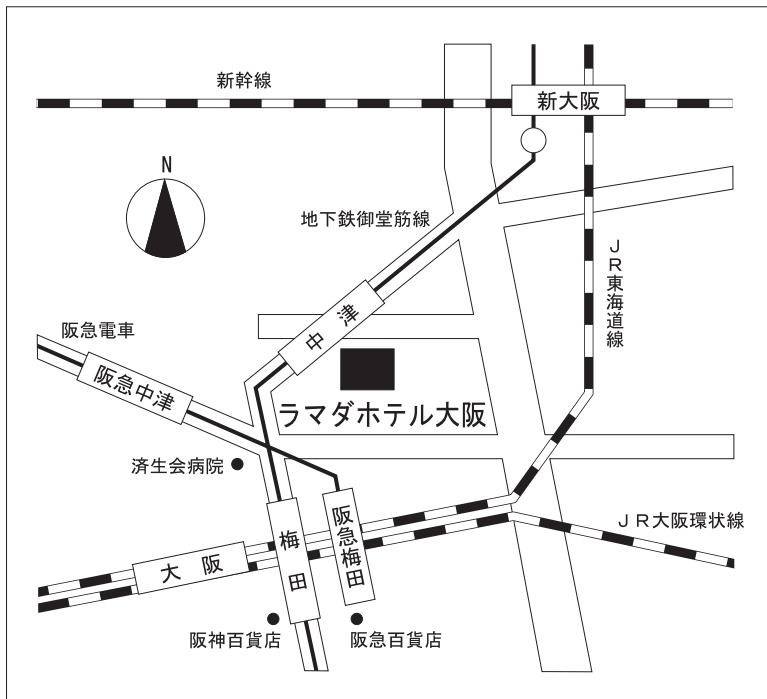 新幹線
新大阪
N
地下鉄御堂筋線
JR東海道線
中津
阪急電車
阪急中津
ラマダホテル大阪
済生会病院
梅田
阪急梅田
JR大阪環状線
大阪
阪神百貨店
阪急百貨店